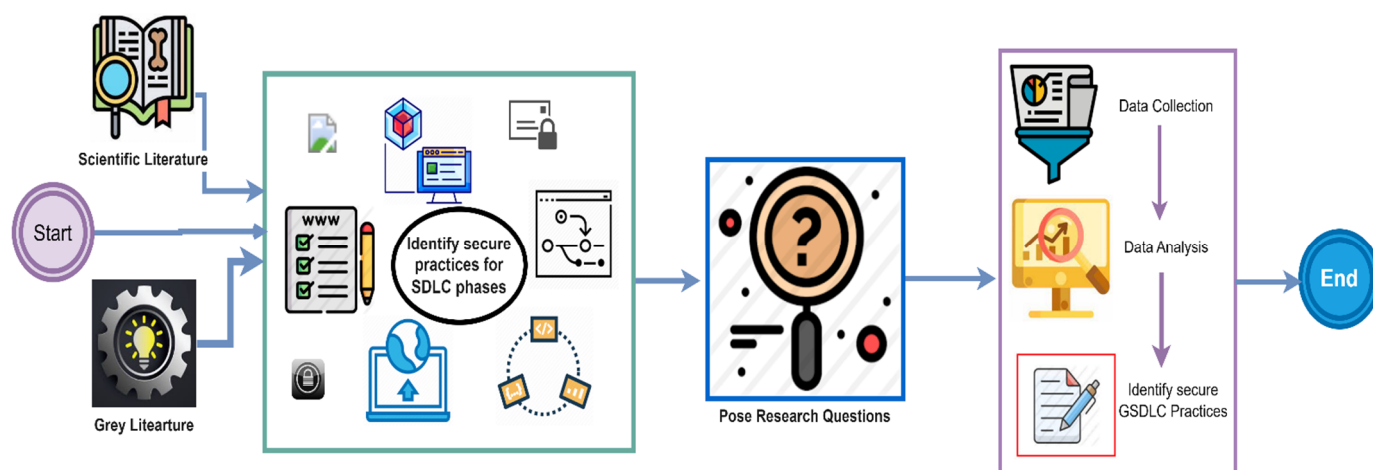 Scientific Literature
Start
Grey Litearture
WWW
Identify secure
practices for
SDLC phases
Pose Research Questions
Data Collection
Data Analysis
Identify secure
GSDLC Practices
End